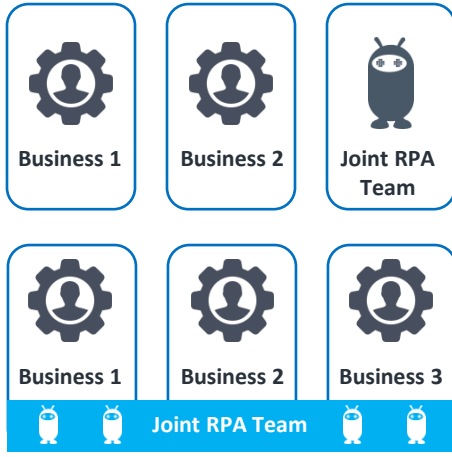 Business 1
Business 2
Joint RPA
Team
Business 1
Business 2
Business 3
Joint RPA Team